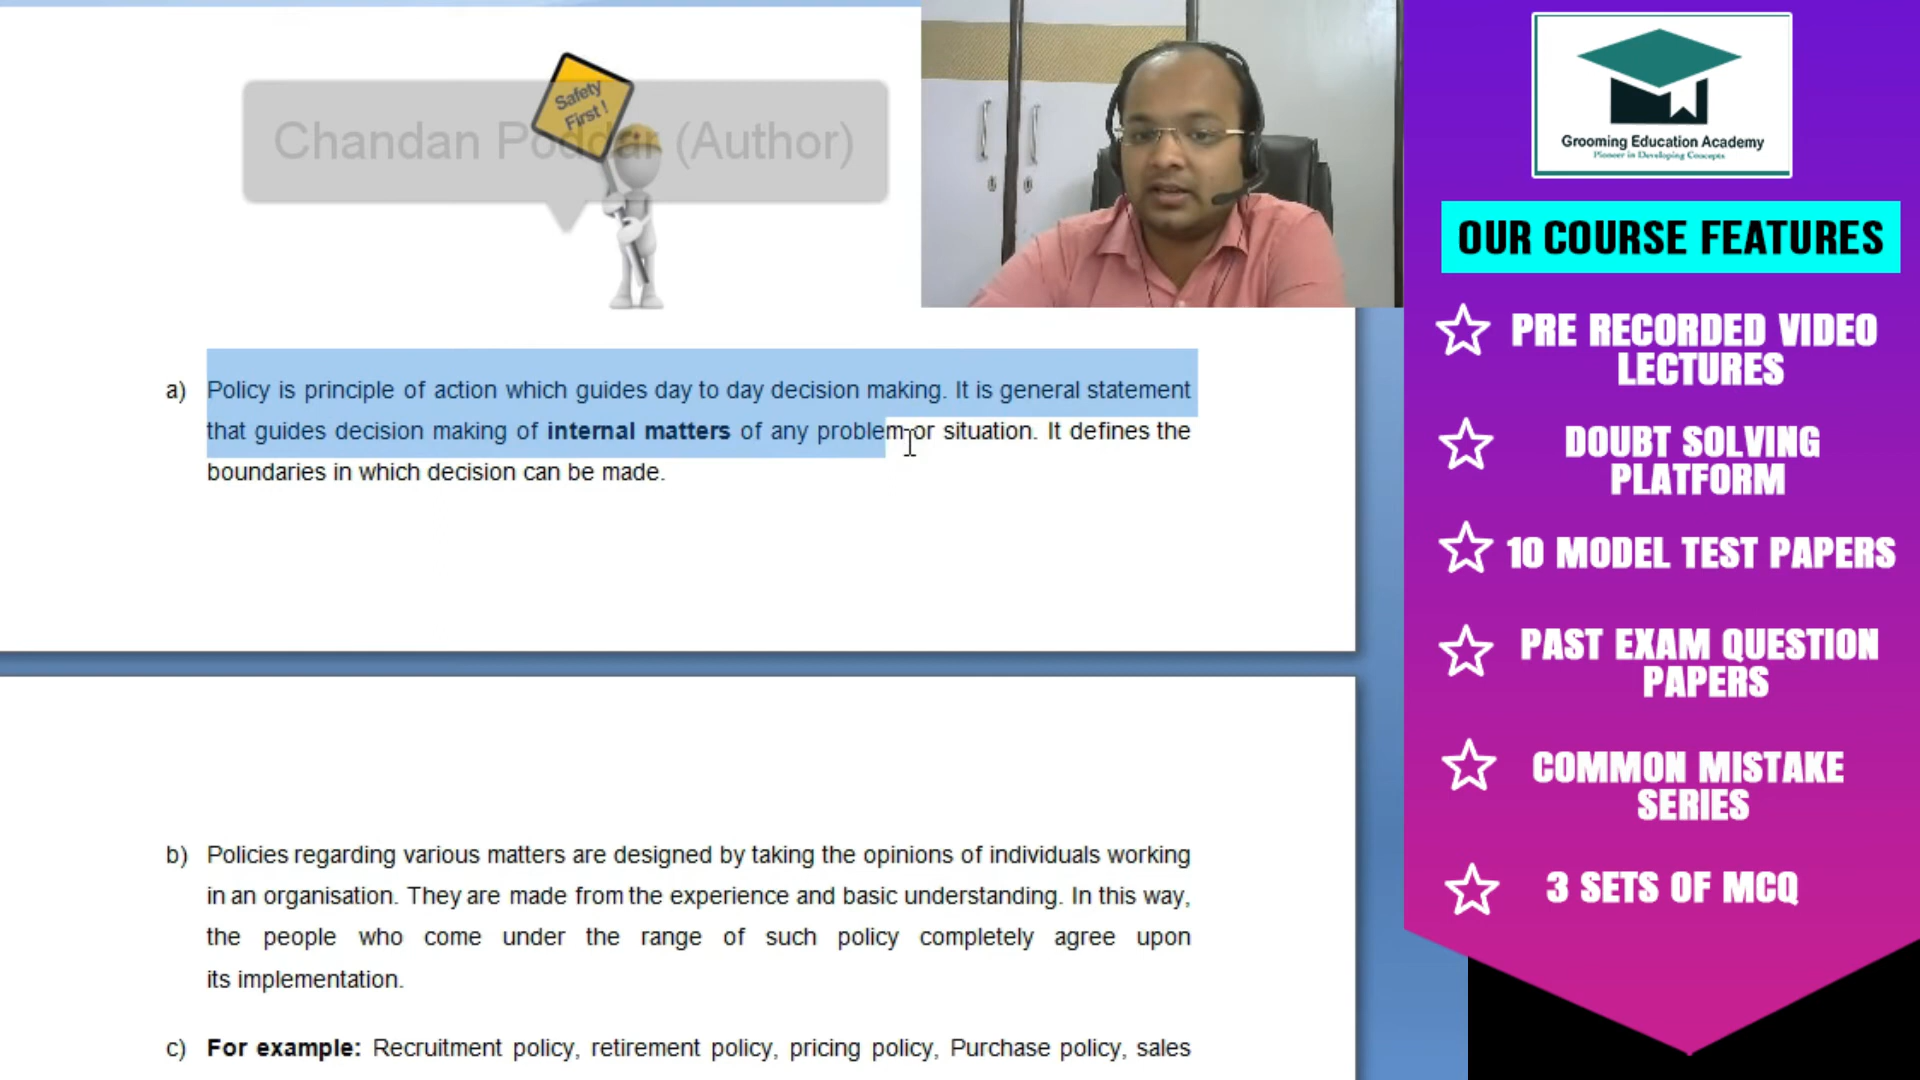 Safety
First!
Chandan Poddar (Author)
a) Policy is principle of action which guides day to day decision making. It is general statement
that guides decision making of internal matters of any problem or situation. It defines the
boundaries in which decision can be made.
b) Policies regarding various matters are designed by taking the opinions of individuals working
in an organisation. They are made from the experience and basic understanding. In this way,
the people who come under the range of such policy completely agree upon
its implementation.
c) For example: Recruitment policy, retirement policy, pricing policy, Purchase policy, sales
Grooming Education Academy
Pioneer in Developing Concepts
OUR COURSE FEATURES
PRE RECORDED VIDEO
LECTURES
DOUBT SOLVING
PLATFORM
10 MODEL TEST PAPERS
PAST EXAM QUESTION
PAPERS
COMMON MISTAKE
SERIES
3 SETS OF MCQ